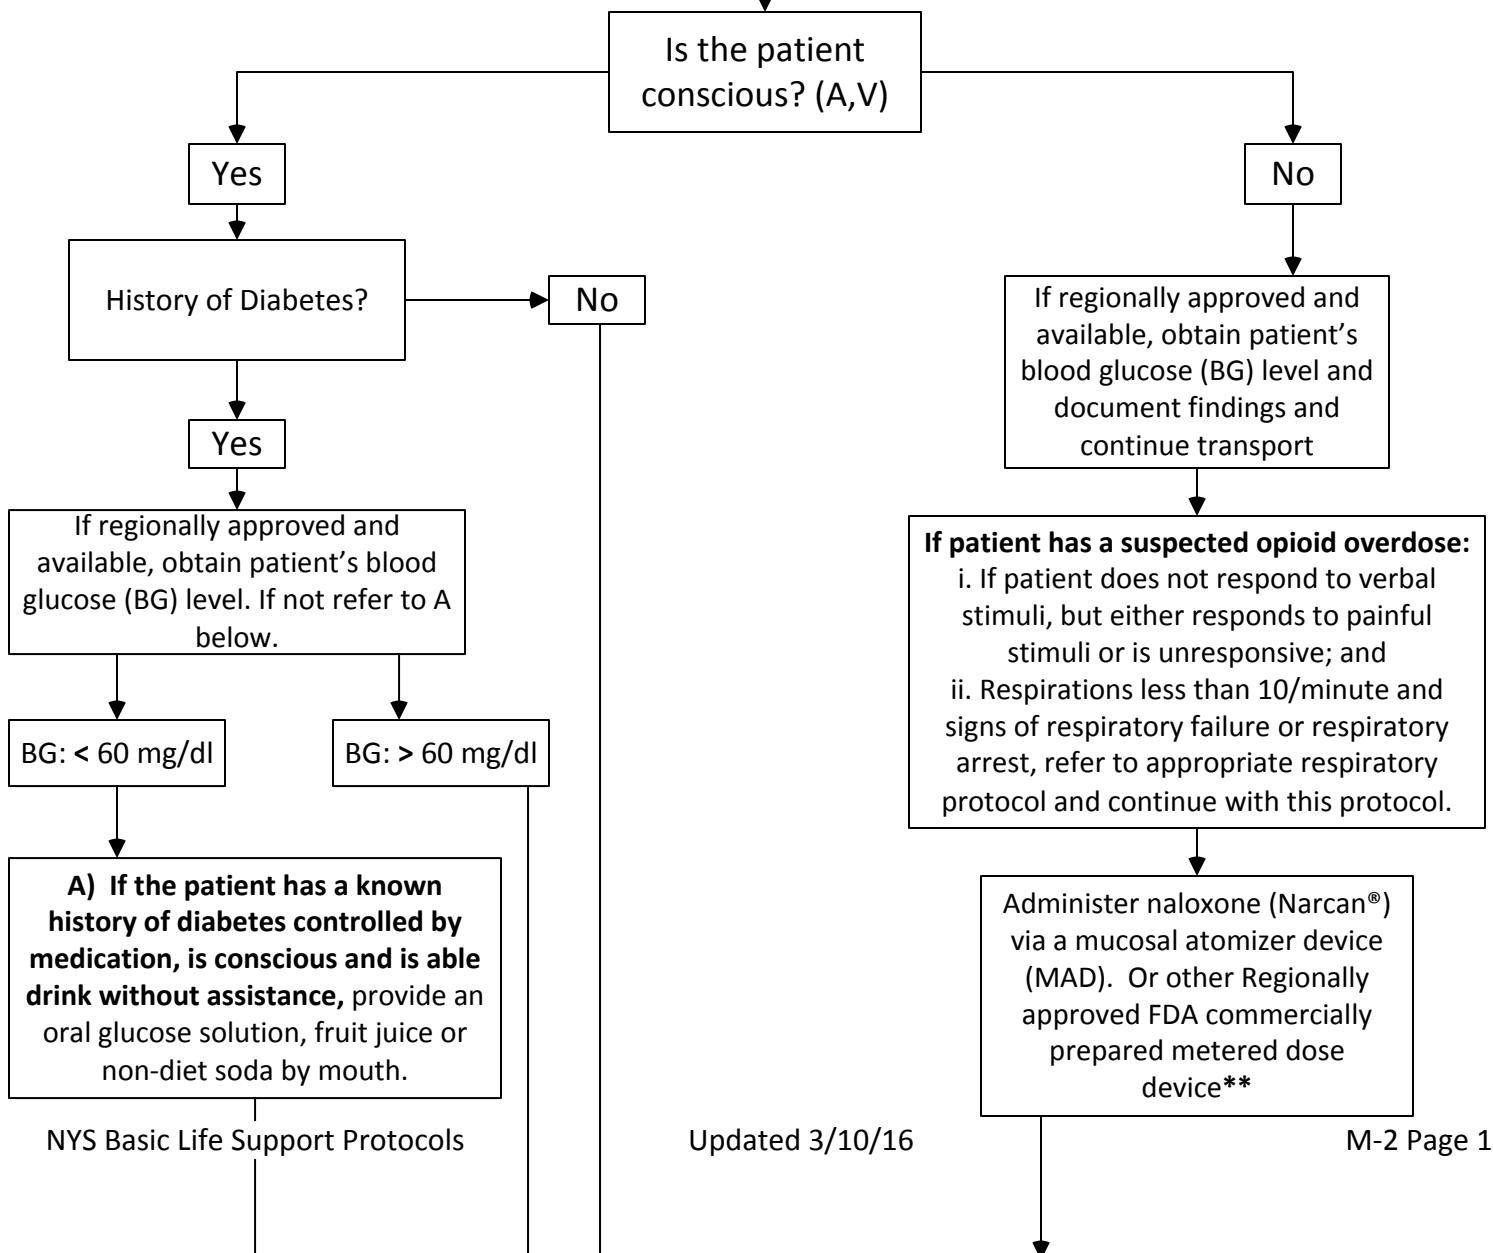 Is the patient
conscious? (A,V)
Yes
No
History of Diabetes?
No
If regionally approved and
available, obtain patient's
blood glucose (BG) level and
document findings and
continue transport
Yes
If regionally approved and
available, obtain patient's blood
glucose (BG) level. If not refer to A
below.
If patient has a suspected opioid overdose:
i. If patient does not respond to verbal
stimuli, but either responds to painful
stimuli or is unresponsive; and
ii. Respirations less than 10/minute and
signs of respiratory failure or respiratory
arrest, refer to appropriate respiratory
protocol and continue with this protocol.
BG: < 60 mg/dl
BG: > 60 mg/dl
A) If the patient has a known
history of diabetes controlled by
medication, is conscious and is able
drink without assistance, provide an
oral glucose solution, fruit juice or
non-diet soda by mouth.
Administer naloxone (Narcan®)
via a mucosal atomizer device
(MAD). Or other Regionally
approved FDA commercially
prepared metered dose
device**
NYS Basic Life Support Protocols
Updated 3/10/16
M-2 Page 1